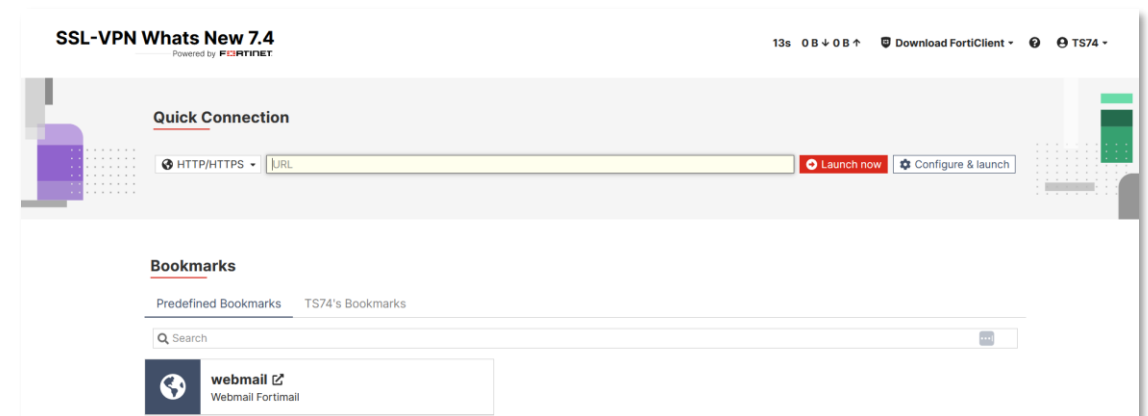 SSL-VPN Whats New 7.4
Powered by FORTINET
13s 0 B ↓ 0 B ↑ Download FortiClient TS74
Quick Connection
HTTP/HTTPS URL Launch now Configure & launch
Bookmarks
Predefined Bookmarks TS74's Bookmarks
Search
webmail
Webmail Fortimail